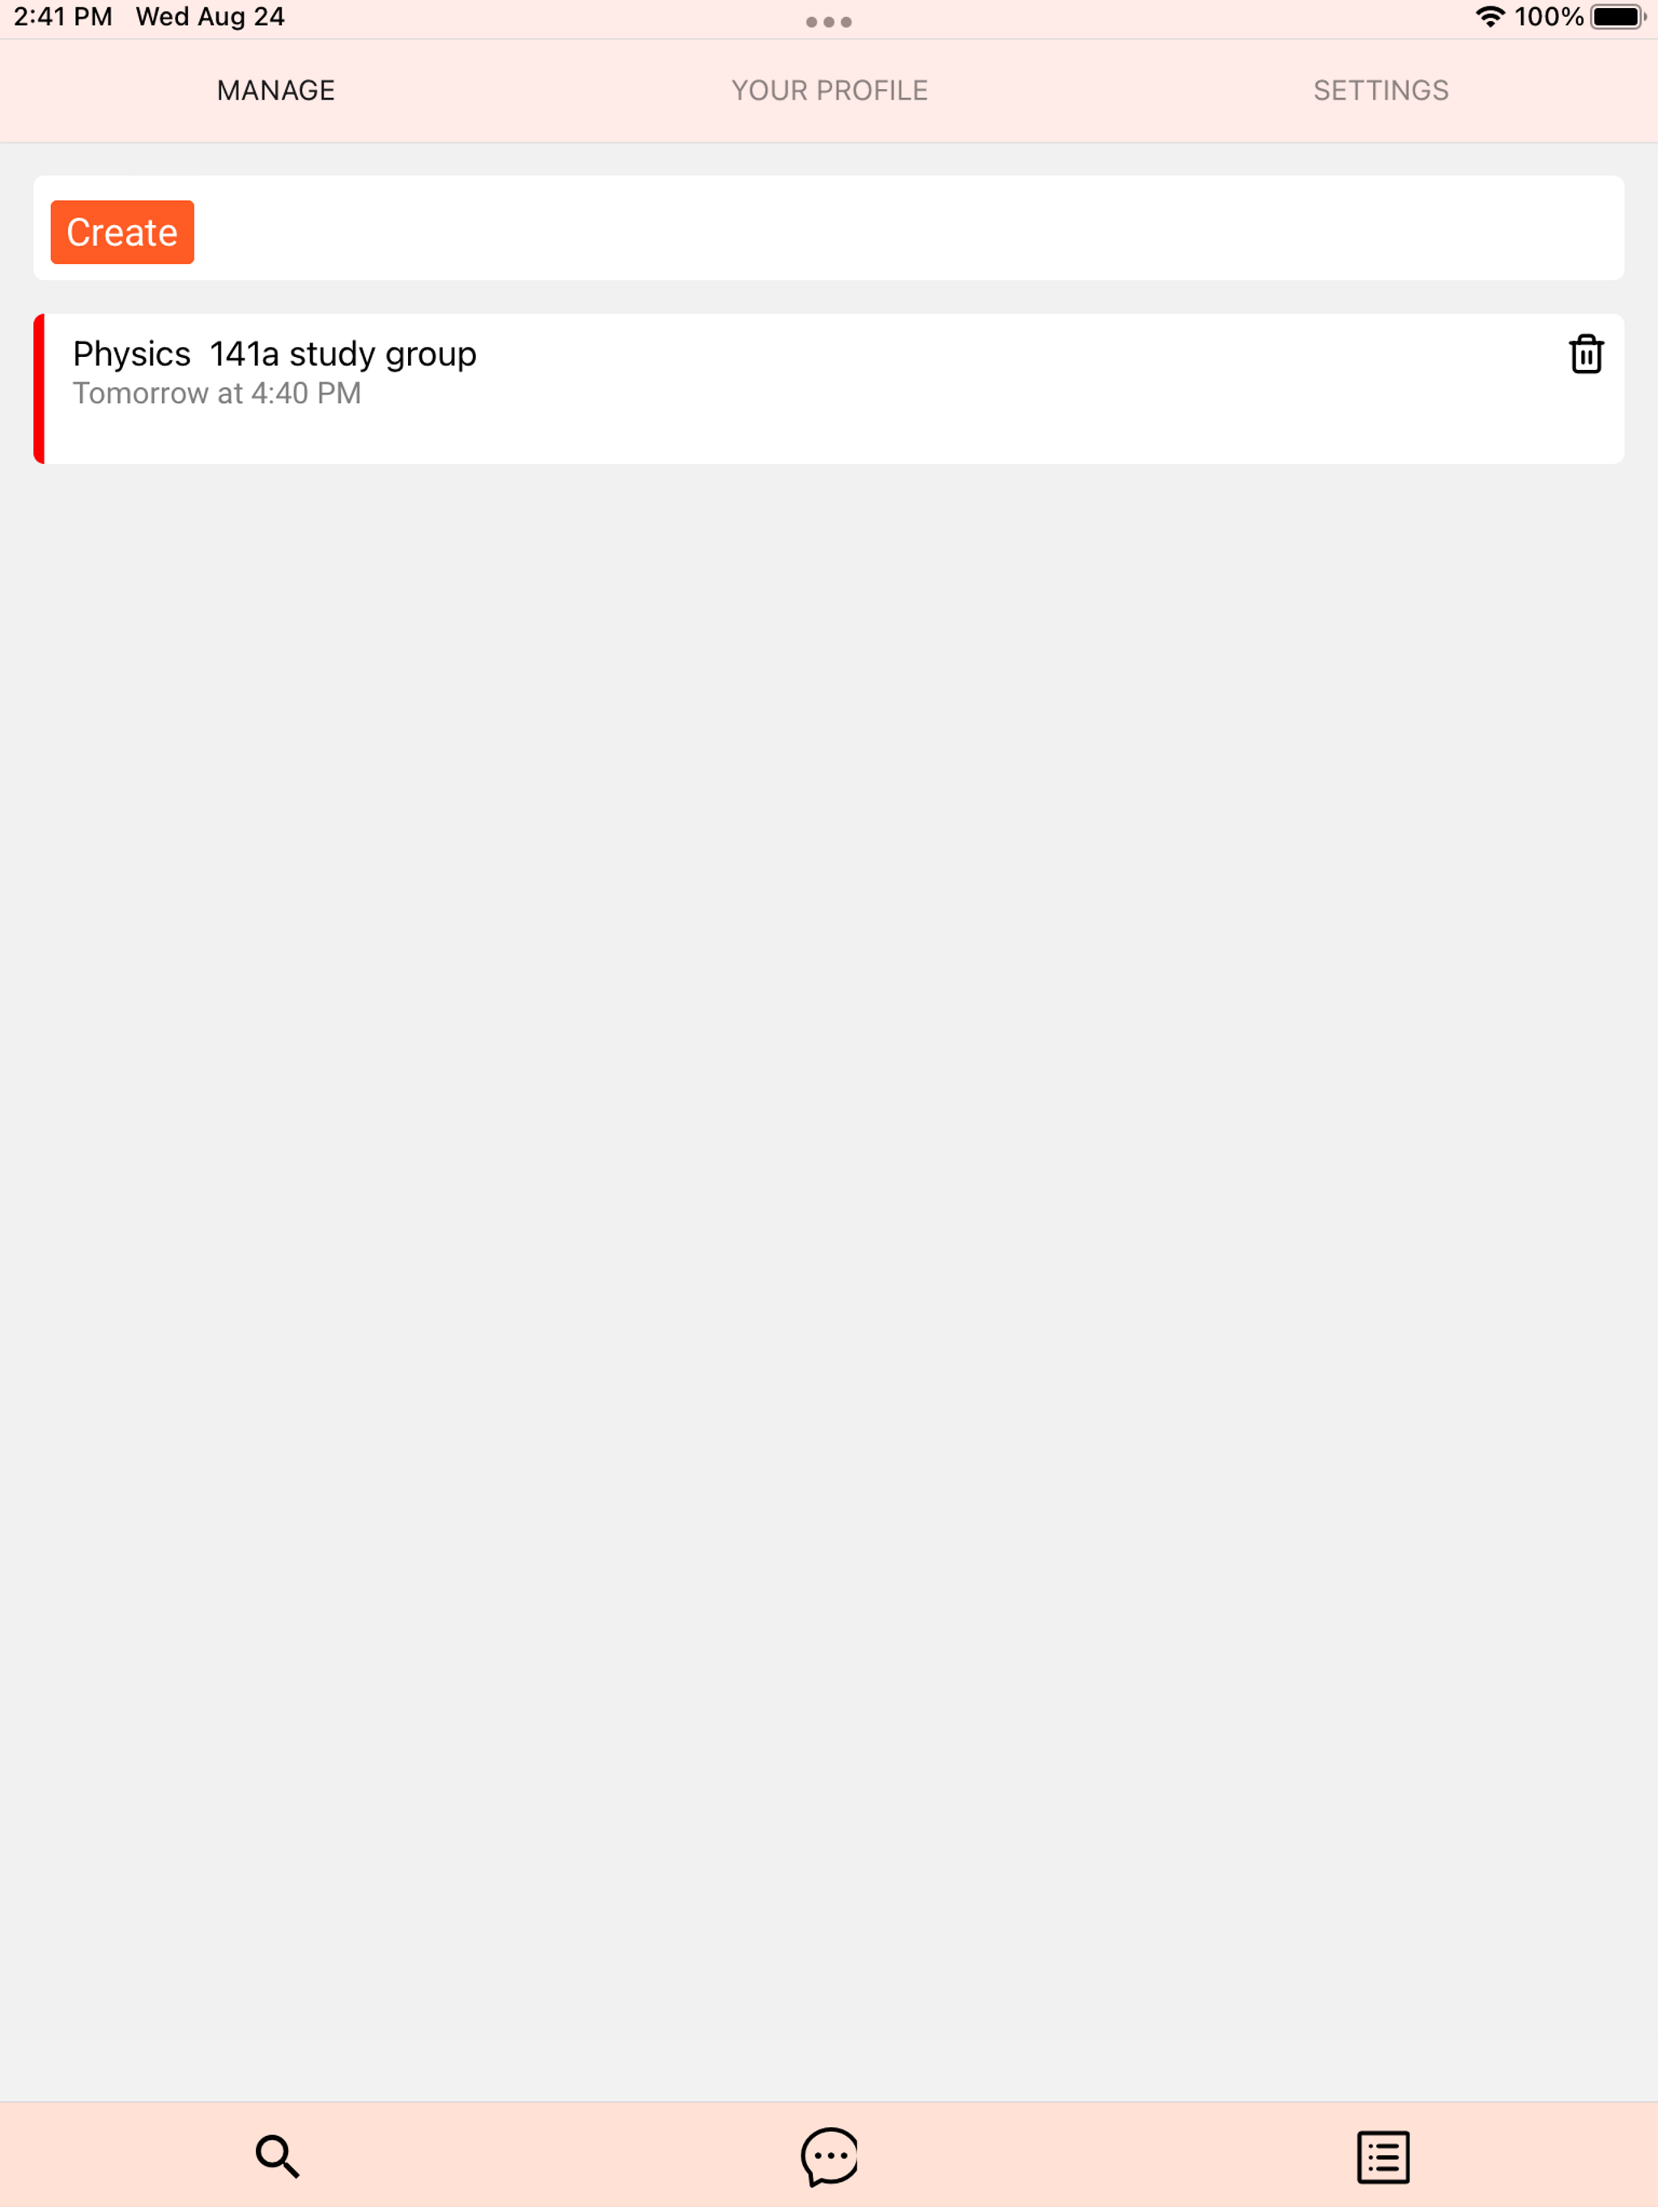 2:41 PM Wed Aug 24 100%
MANAGE YOUR PROFILE SETTINGS
Create
Physics 141a study group
Tomorrow at 4:40 PM